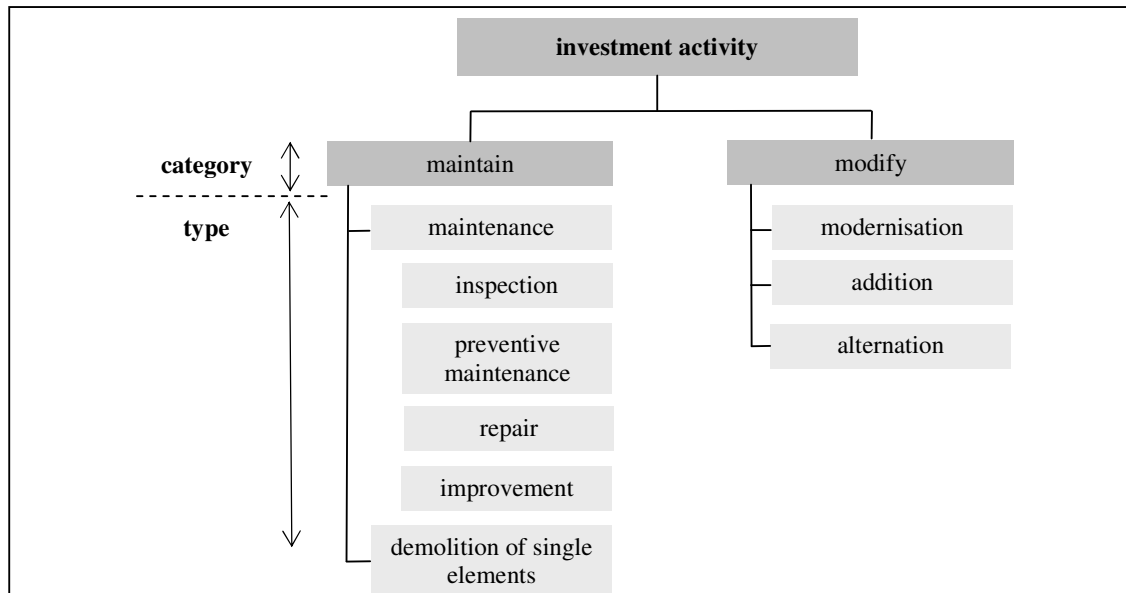 investment activity
category
maintain
modify
type
maintenance
modernisation
inspection
addition
preventive
maintenance
alternation
repair
improvement
demolition of single
elements